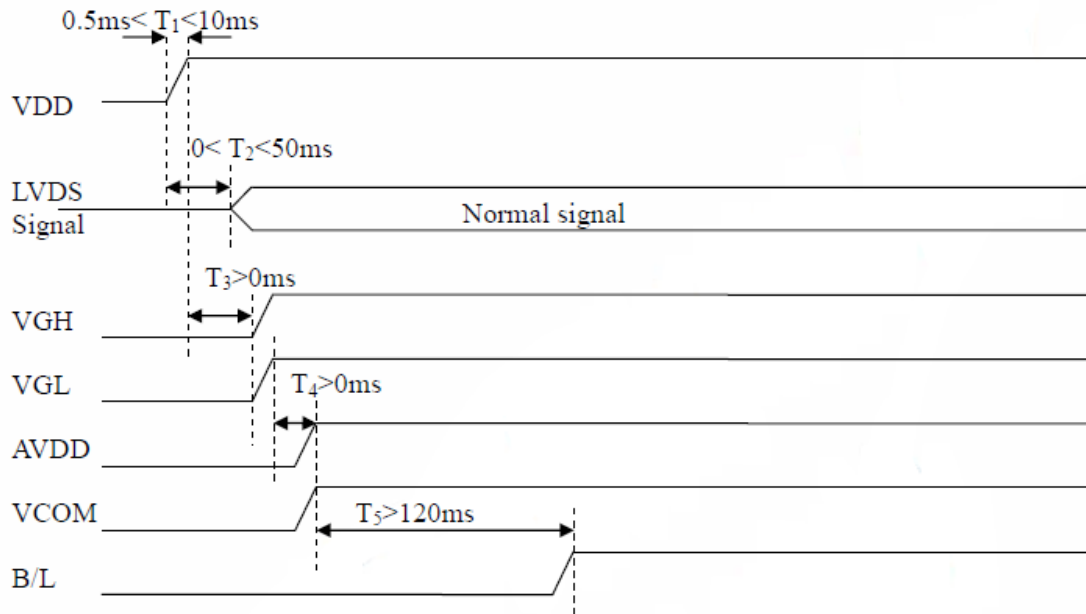 0.5ms< T₁<10ms
VDD
0< T₂<50ms
LVDS
Signal
Normal signal
T₃>0ms
VGH
VGL
T₄>0ms
AVDD
VCOM
T₅>120ms
B/L